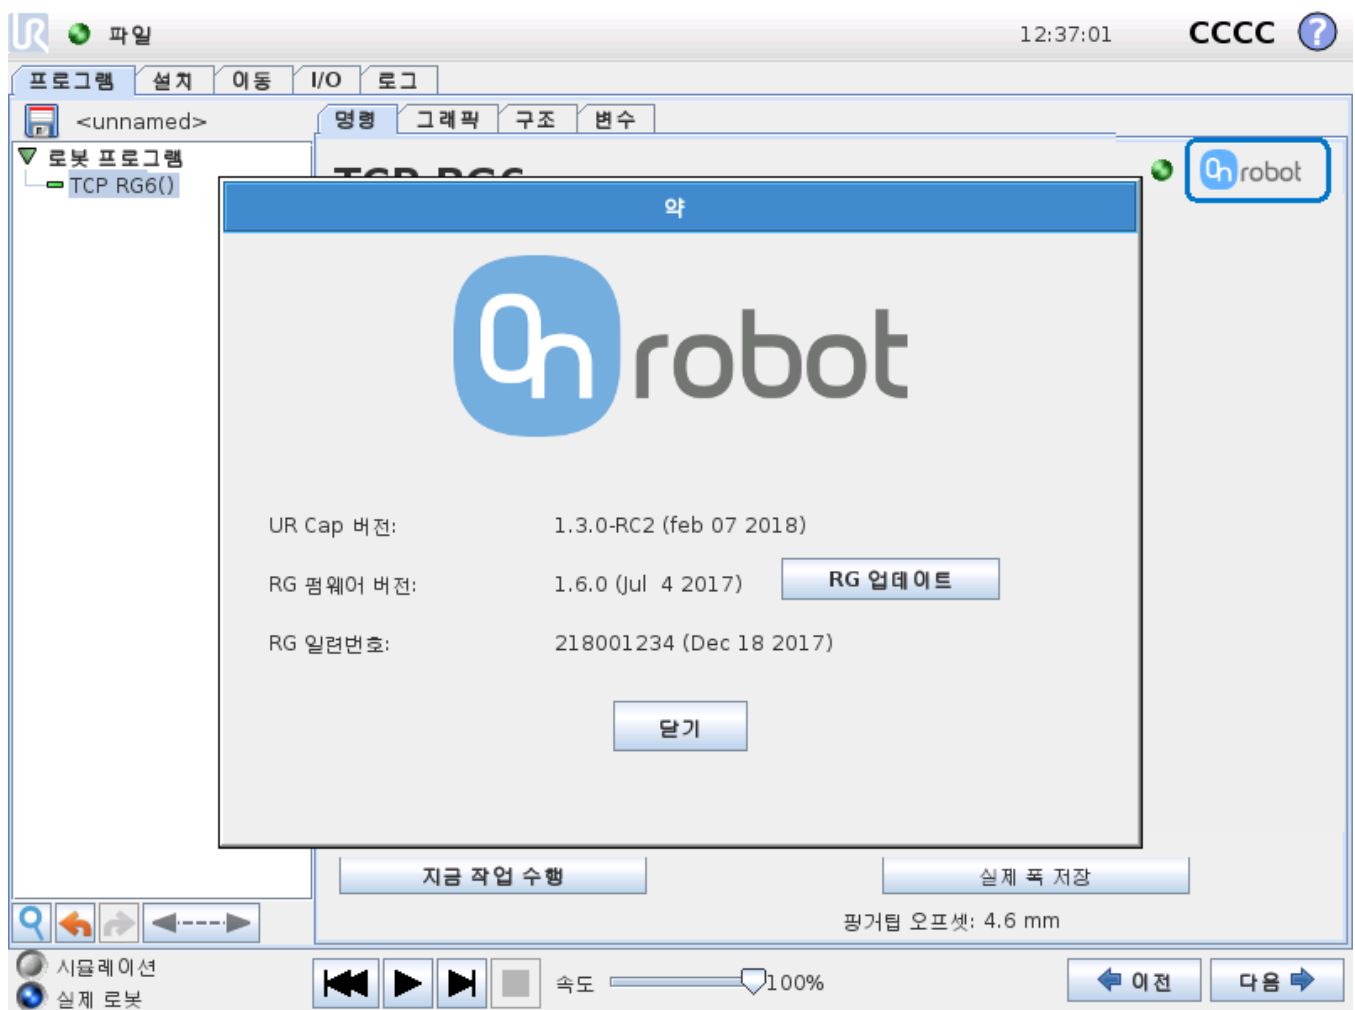 UR 파일 12:37:01 CCCC ?
프로그램 설치 이동 I/O 로그
<unnamed> 명령 그래픽 구조 변수
로봇 프로그램
TCP RG6()
TCP RG6
On robot
약
On robot
UR Cap 버전: 1.3.0-RC2 (feb 07 2018)
RG 펌웨어 버전: 1.6.0 (Jul 4 2017) RG 업데이트
RG 일련번호: 218001234 (Dec 18 2017)
닫기
지금 작업 수행 실제 폭 저장
핑거팁 오프셋: 4.6 mm
시뮬레이션
실제 로봇
속도 100% 이전 다음